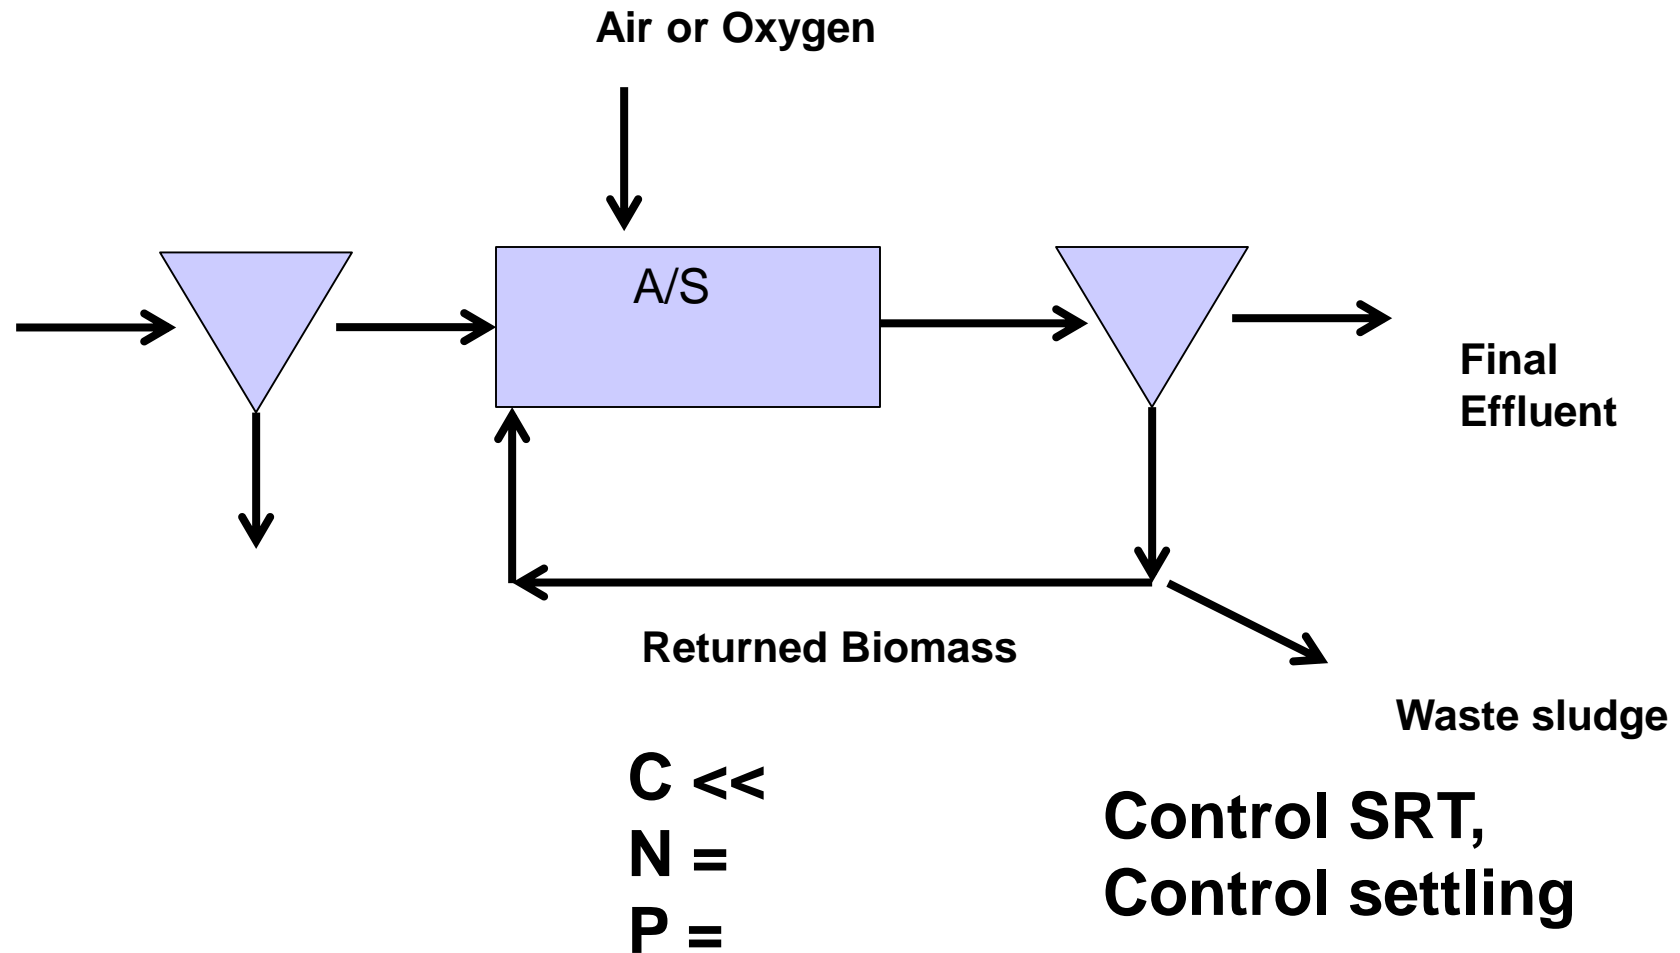 Air or Oxygen
A/S
Final
Effluent
Returned Biomass
Waste sludge
C <<
N =
P =
Control SRT,
Control settling